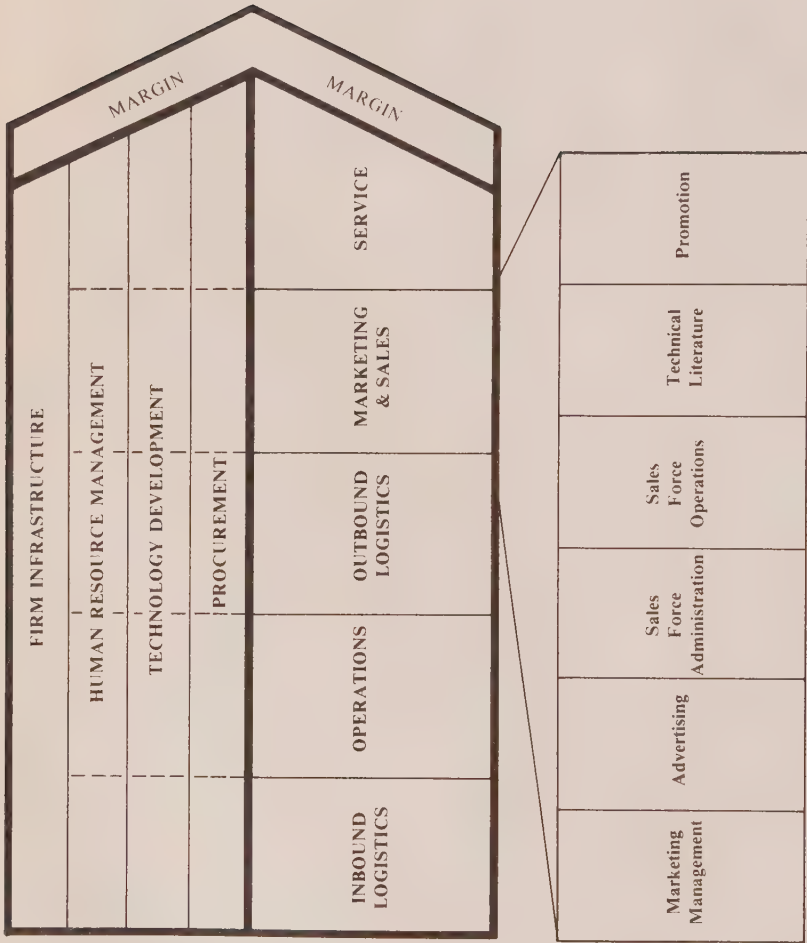 FIRM INFRASTRUCTURE
HUMAN RESOURCE MANAGEMENT
TECHNOLOGY DEVELOPMENT
PROCUREMENT
MARGIN
MARGIN
INBOUND
LOGISTICS
OPERATIONS
OUTBOUND
LOGISTICS
MARKETING
& SALES
SERVICE
Marketing
Management
Advertising
Sales
Force
Administration
Sales
Force
Operations
Technical
Literature
Promotion